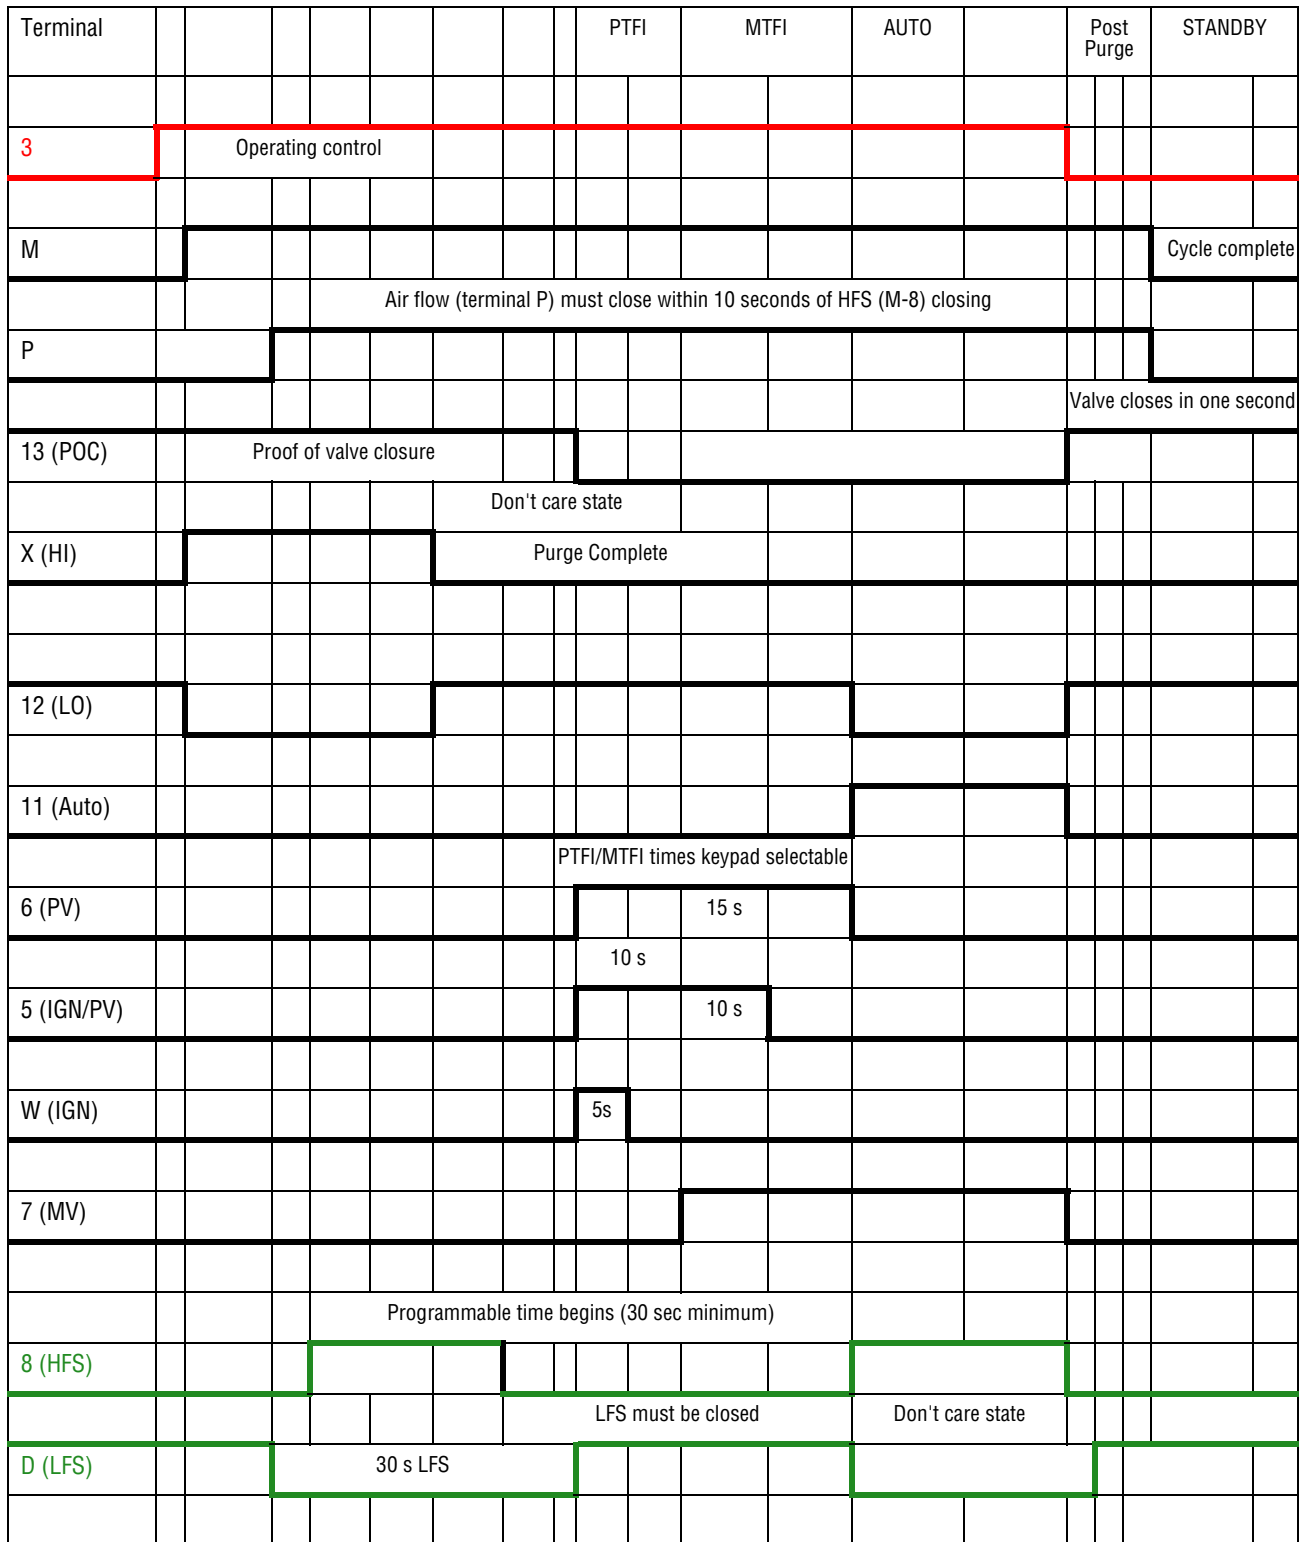 Terminal
PTFI
MTFI
AUTO
Post
Purge
STANDBY
3
Operating control
M
Cycle complete
Air flow (terminal P) must close within 10 seconds of HFS (M-8) closing
P
Valve closes in one second
13 (POC)
Proof of valve closure
Don't care state
X (HI)
Purge Complete
12 (LO)
11 (Auto)
PTFI/MTFI times keypad selectable
6 (PV)
15 s
10 s
5 (IGN/PV)
10 s
W (IGN)
5s
7 (MV)
Programmable time begins (30 sec minimum)
8 (HFS)
LFS must be closed
Don't care state
D (LFS)
30 s LFS